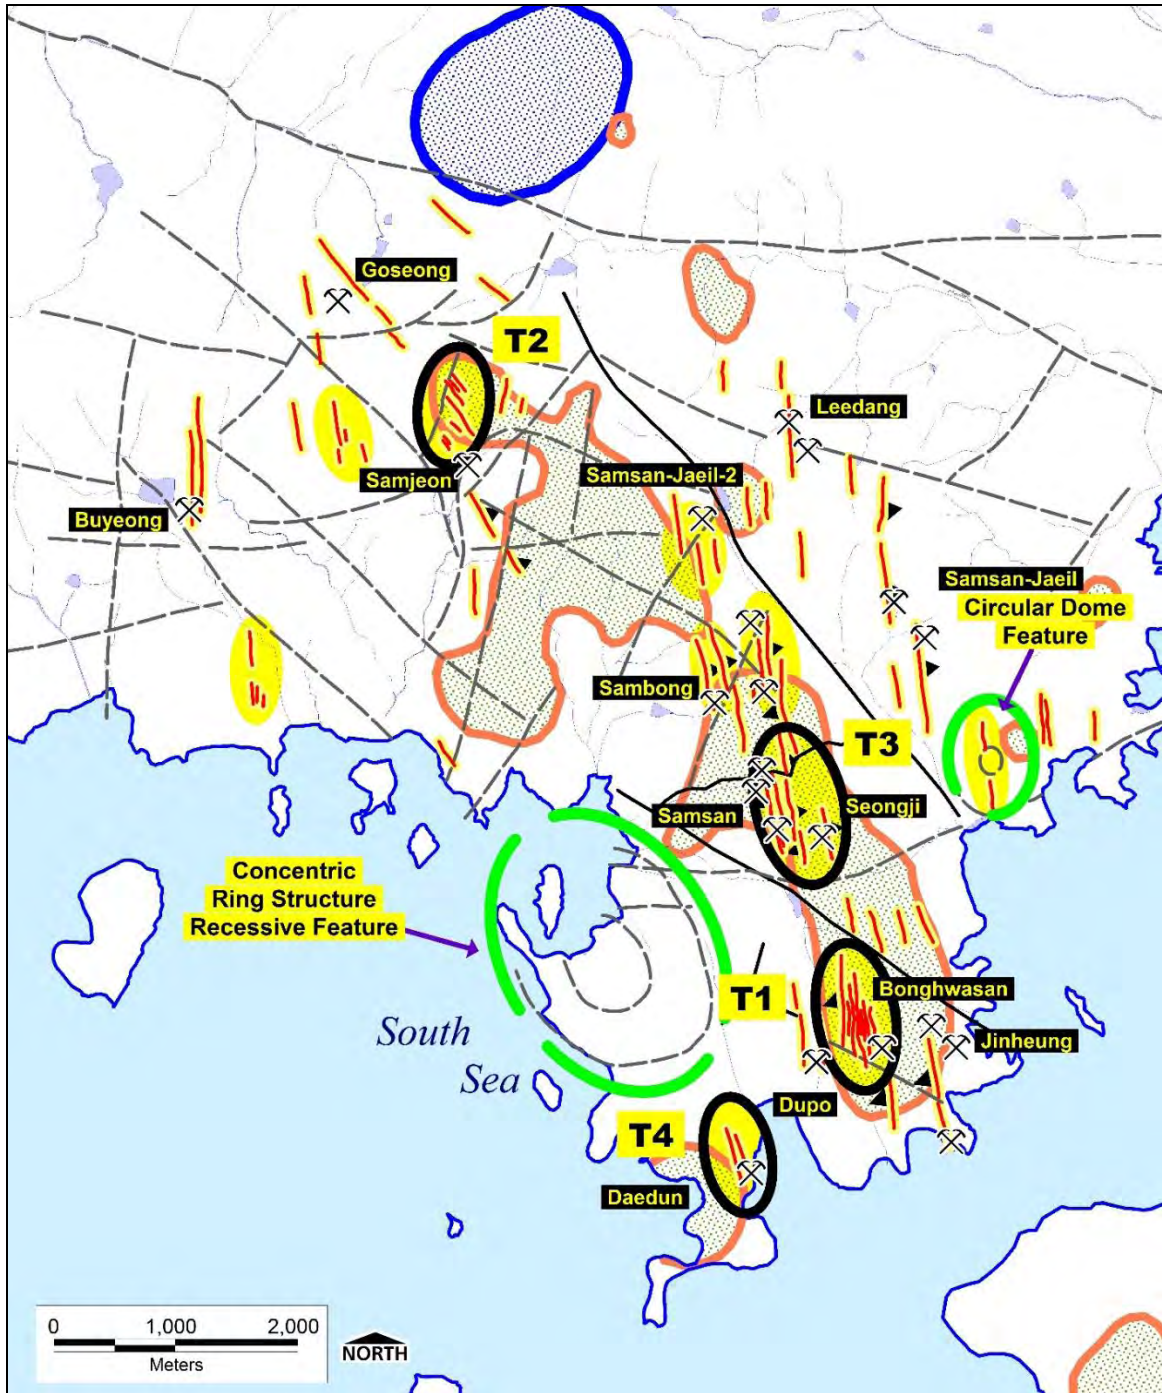 Goseong
T2
Leedang
Samjeon
Samsan-Jaeil-2
Buyeong
Samsan-Jaeil
Circular Dome
Feature
Sambong
T3
Samsan
Seongji
Concentric
Ring Structure
Recessive Feature
T1
Bonghwasan
South
Sea
Jinheung
Dupo
T4
Daedun
0 1,000 2,000
Meters
NORTH